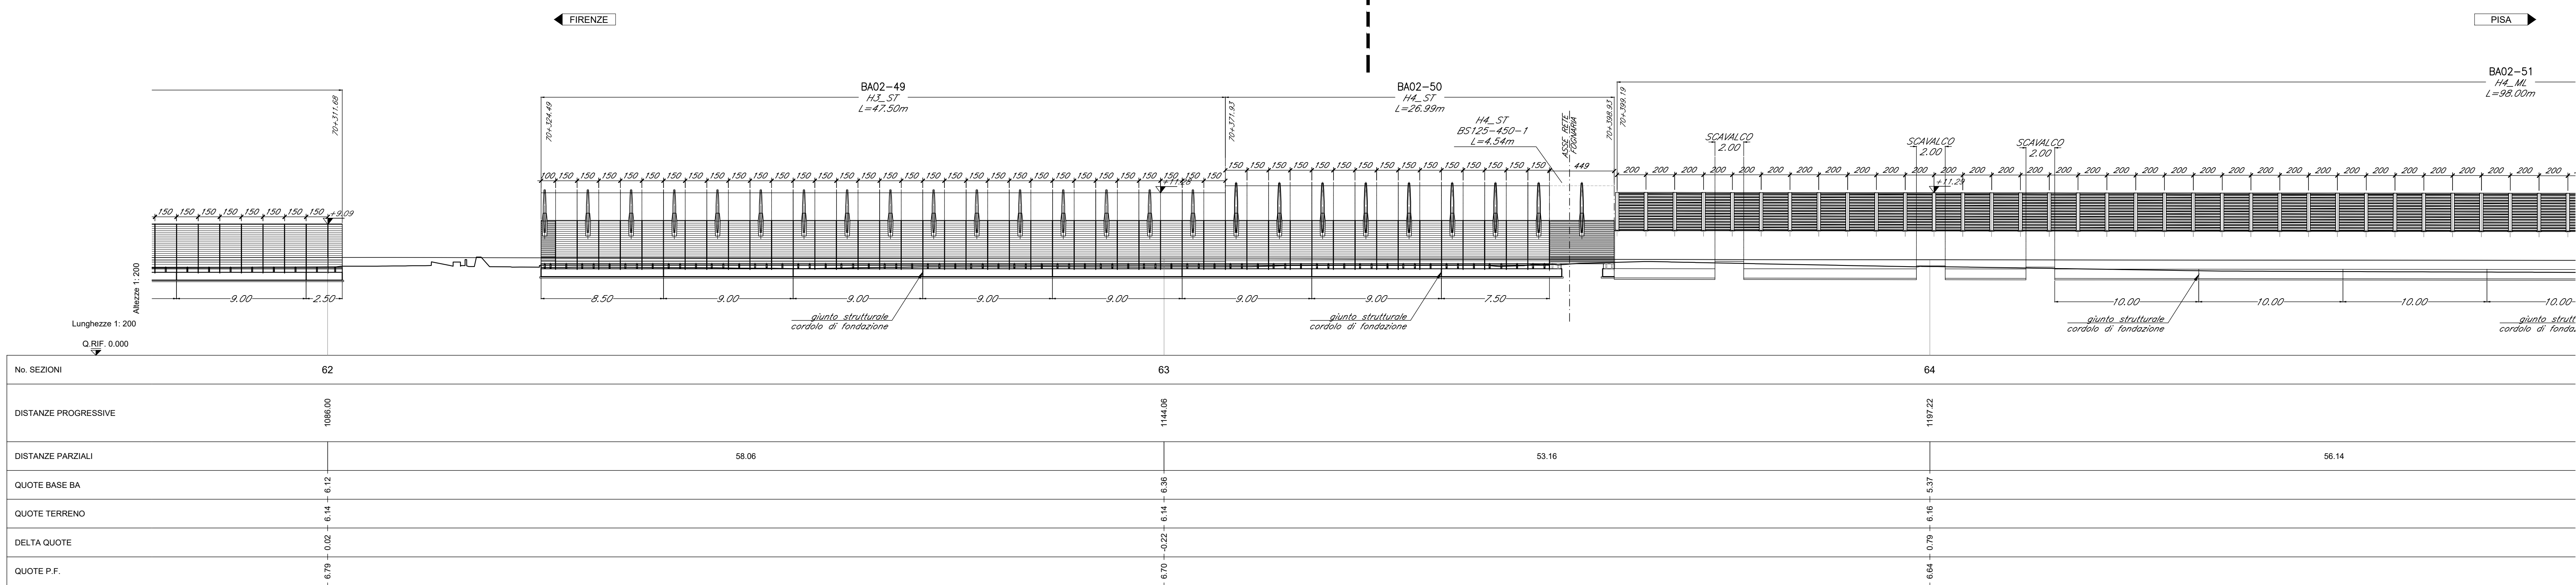 FIRENZE
PISA
BA02-49
H3_ST
L=47.50m
BA02-50
H4_ST
L=26.99m
BA02-51
H4_ML
L=98.00m
70+311.68
70+324.49
70+371.93
70+398.93
70+399.19
H4_ST
BS125-450-1
L=4.54m
ASSE RETE
FOGNARIA
SCAVALCO
2.00
SCAVALCO
2.00
SCAVALCO
2.00
150 150 150 150 150 150 150 150
+9.09
100 150 150 150 150 150 150 150 150 150 150 150 150 150 150 150 150 150 150 150 150 150 150 150 150 150 150 150 150 150 150 150
150 150 150 150 150 150 150 150 150 150 150 150 150 150 150 449
200 200 200 200 200 200 200 200 200 200 200 200 200 200 200 200 200 200 200 200 200 200 200 200 200 200 200 200 200 200 200 200 200
+11.29
9.00 2.50
8.50 9.00 9.00 9.00 9.00 9.00 9.00 7.50
10.00 10.00 10.00 10.00
giunto strutturale
cordolo di fondazione
giunto strutturale
cordolo di fondazione
giunto strutturale
cordolo di fondazione
giunto strutt
cordolo di fonda
Altezze 1: 200
Lunghezze 1: 200
Q.RIF. 0.000
No. SEZIONI 62 63 64
DISTANZE PROGRESSIVE 1086.00 1144.06 1197.22
DISTANZE PARZIALI 58.06 53.16 56.14
QUOTE BASE BA 6.12 6.36 5.37
QUOTE TERRENO 6.14 6.14 6.16
DELTA QUOTE 0.02 -0.22 0.79
QUOTE P.F. 6.79 6.70 6.64